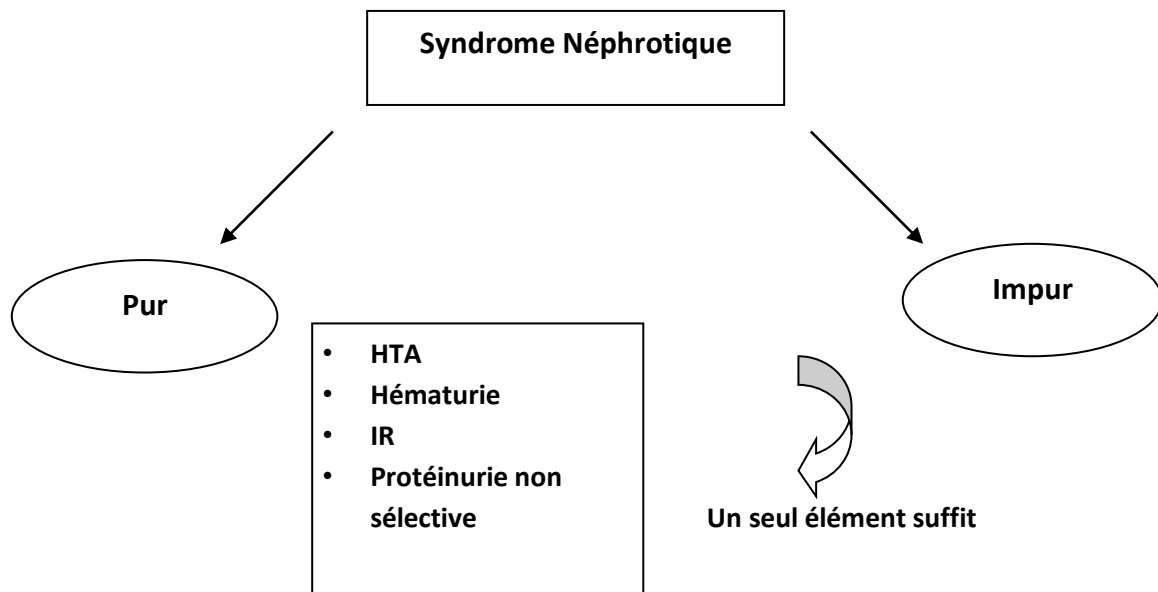 Syndrome Néphrotique
Pur
Impur
• HTA
• Hématurie
• IR
• Protéinurie non
sélective
Un seul élément suffit